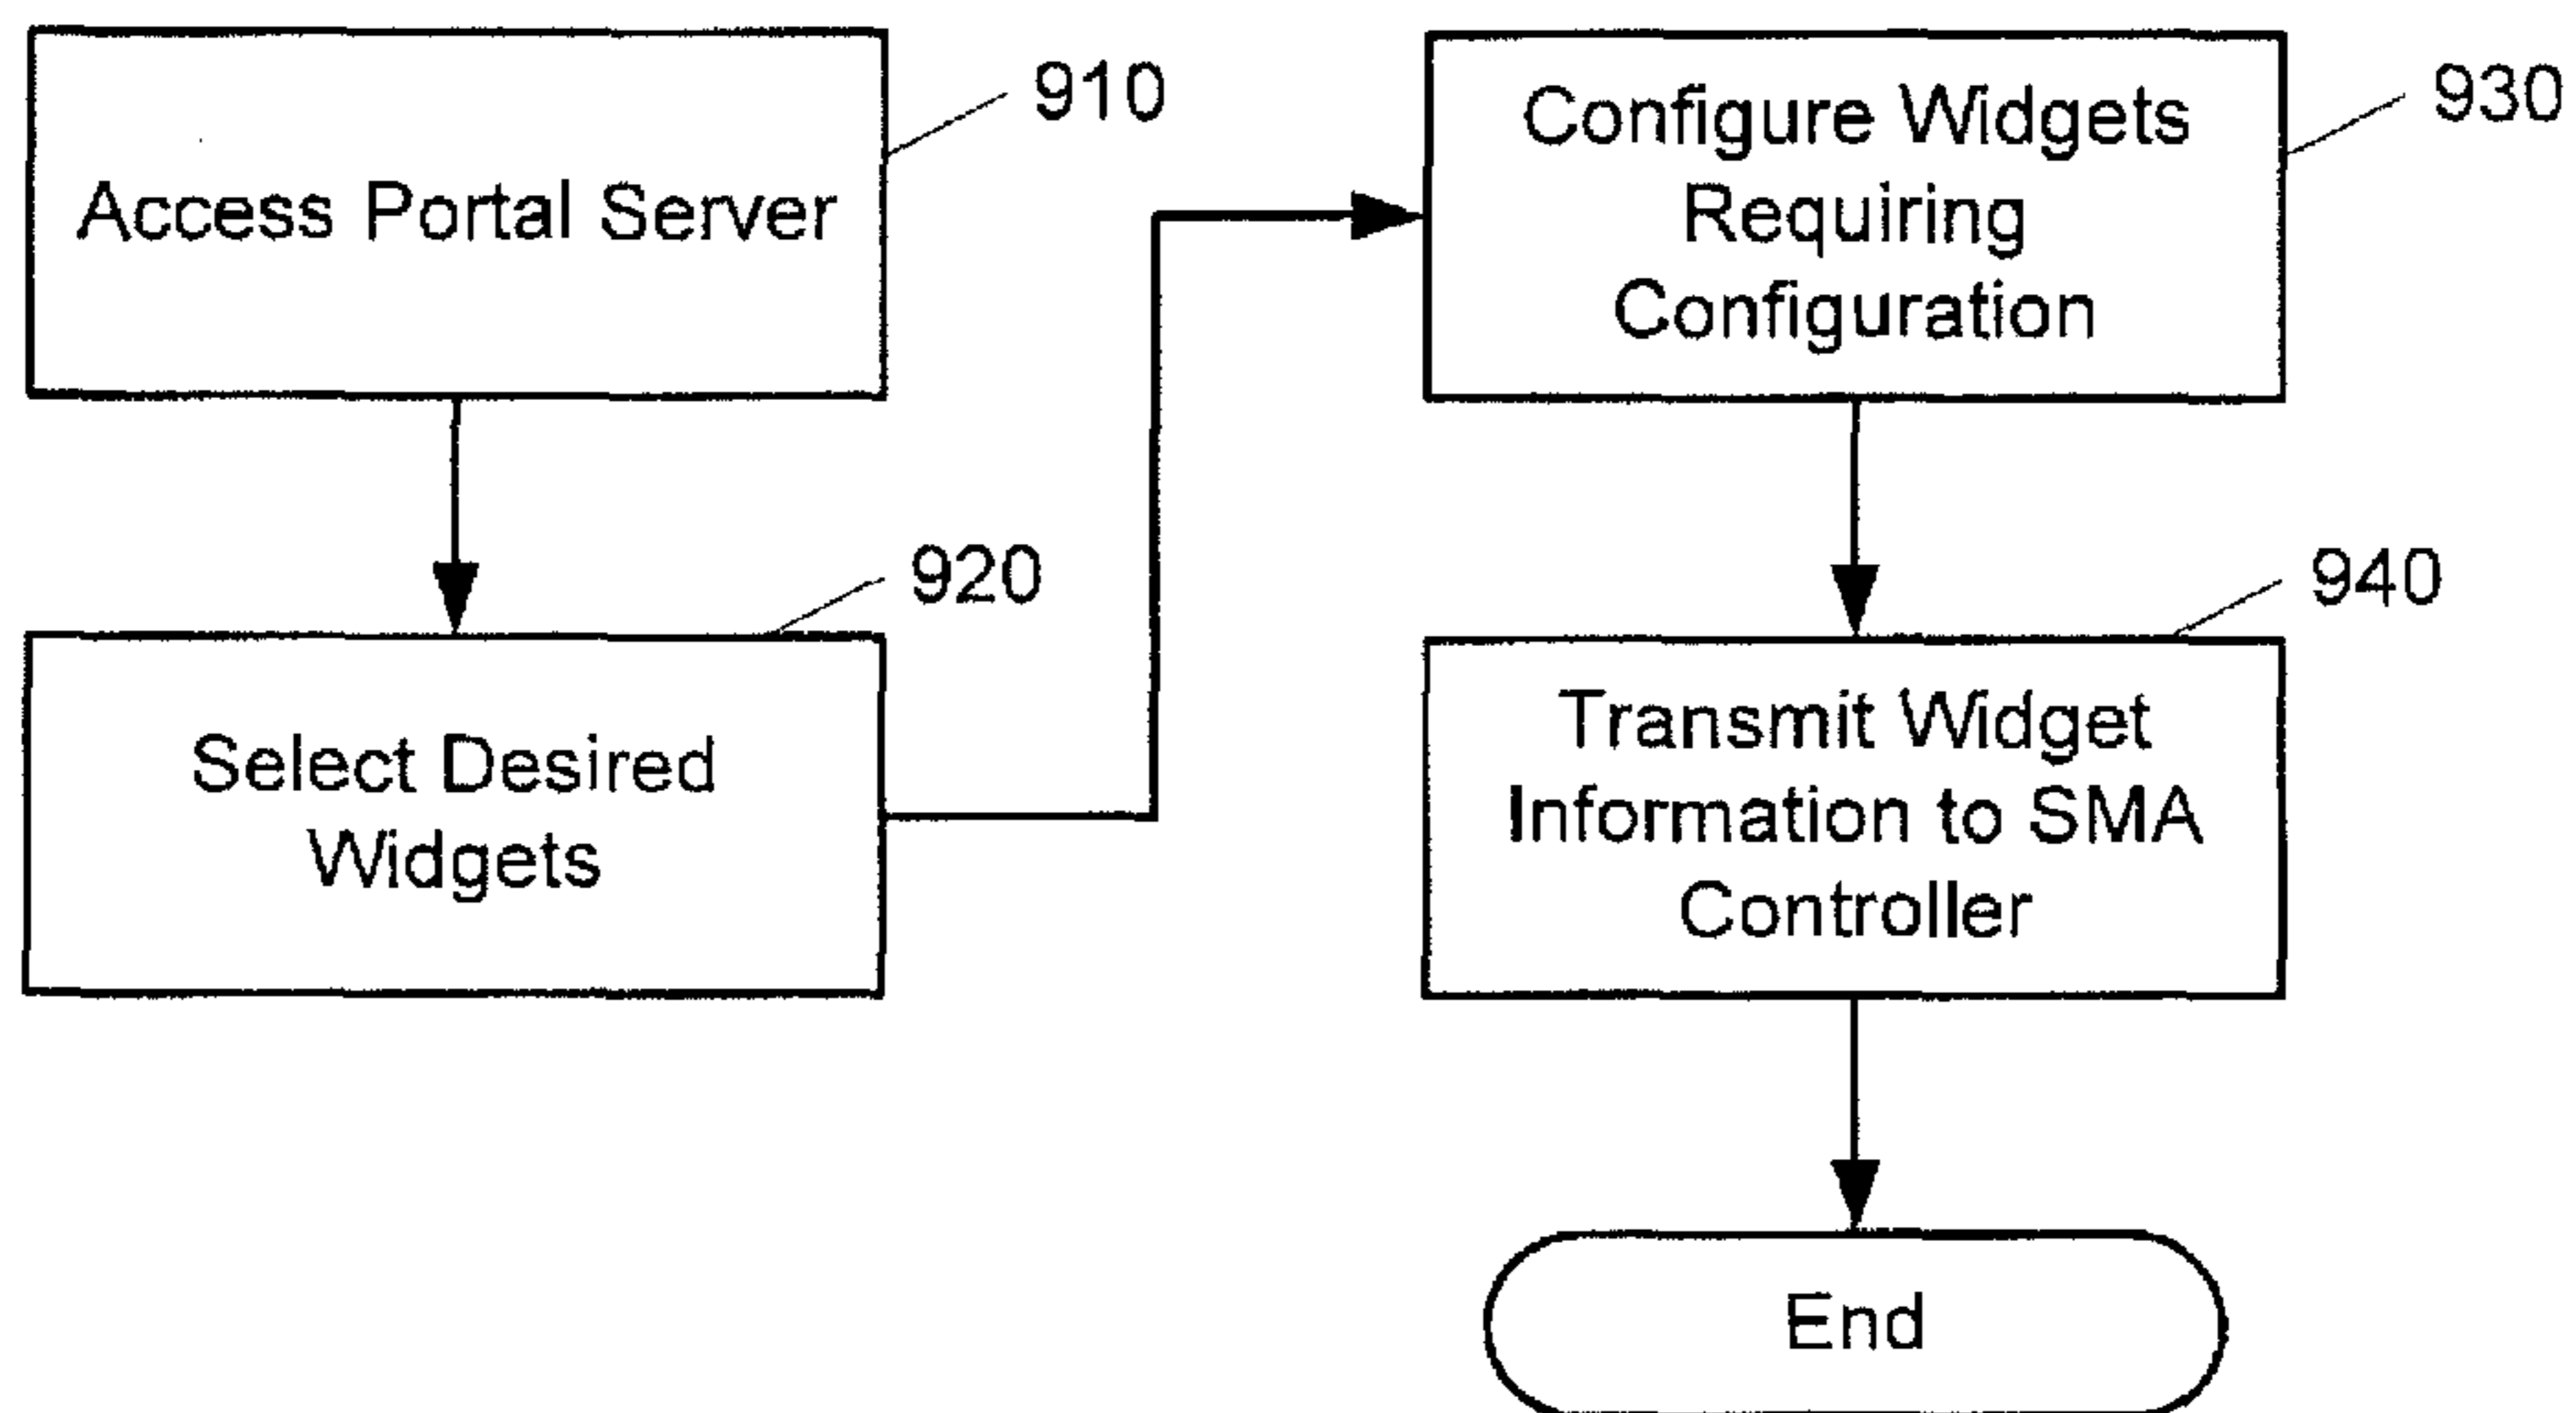 910
Access Portal Server
920
Select Desired
Widgets
930
Configure Widgets
Requiring
Configuration
940
Transmit Widget
Information to SMA
Controller
End